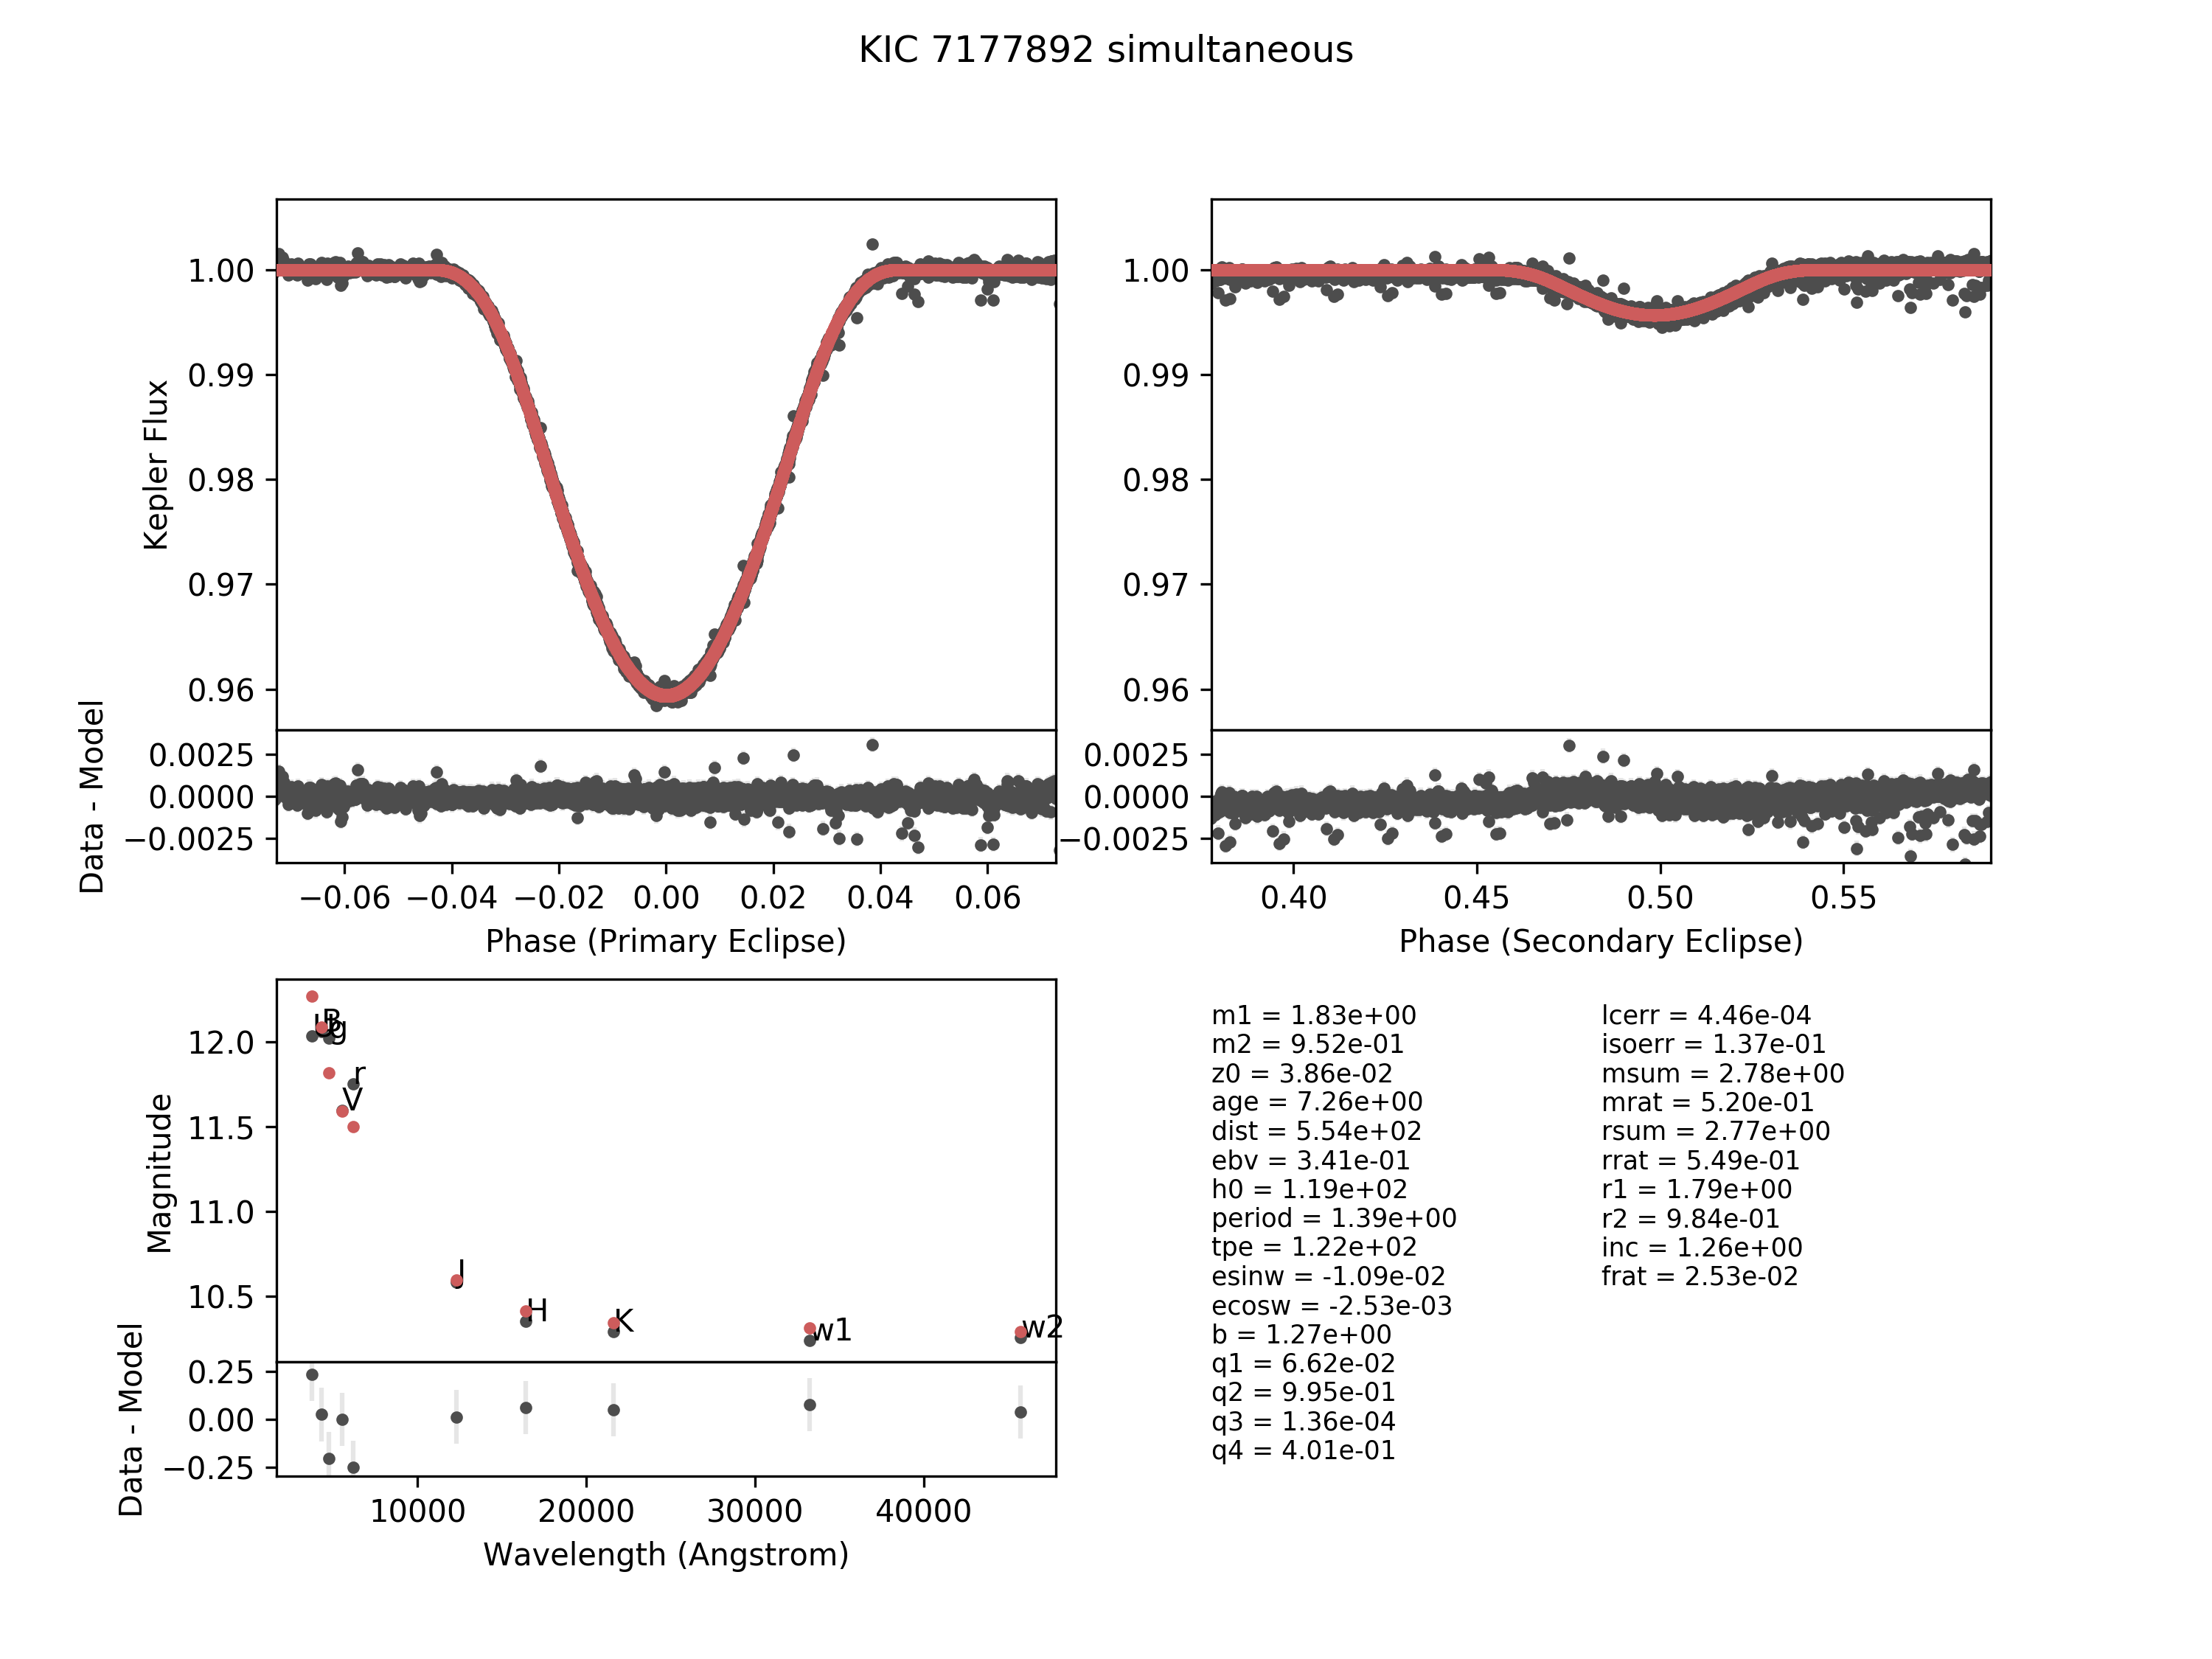 KIC 7177892 simultaneous
1.00
0.99
0.98
0.97
0.96
Kepler Flux
0.0025
0.0000
−0.0025
Data - Model
−0.06 −0.04 −0.02 0.00 0.02 0.04 0.06
Phase (Primary Eclipse)
1.00
0.99
0.98
0.97
0.96
0.0025
0.0000
−0.0025
0.40 0.45 0.50 0.55
Phase (Secondary Eclipse)
12.0
11.5
11.0
10.5
Magnitude
u B g
r
V
J
H
K
w1
w2
0.25
0.00
−0.25
Data - Model
10000 20000 30000 40000
Wavelength (Angstrom)
m1 = 1.83e+00
m2 = 9.52e-01
z0 = 3.86e-02
age = 7.26e+00
dist = 5.54e+02
ebv = 3.41e-01
h0 = 1.19e+02
period = 1.39e+00
tpe = 1.22e+02
esinw = -1.09e-02
ecosw = -2.53e-03
b = 1.27e+00
q1 = 6.62e-02
q2 = 9.95e-01
q3 = 1.36e-04
q4 = 4.01e-01
lcerr = 4.46e-04
isoerr = 1.37e-01
msum = 2.78e+00
mrat = 5.20e-01
rsum = 2.77e+00
rrat = 5.49e-01
r1 = 1.79e+00
r2 = 9.84e-01
inc = 1.26e+00
frat = 2.53e-02